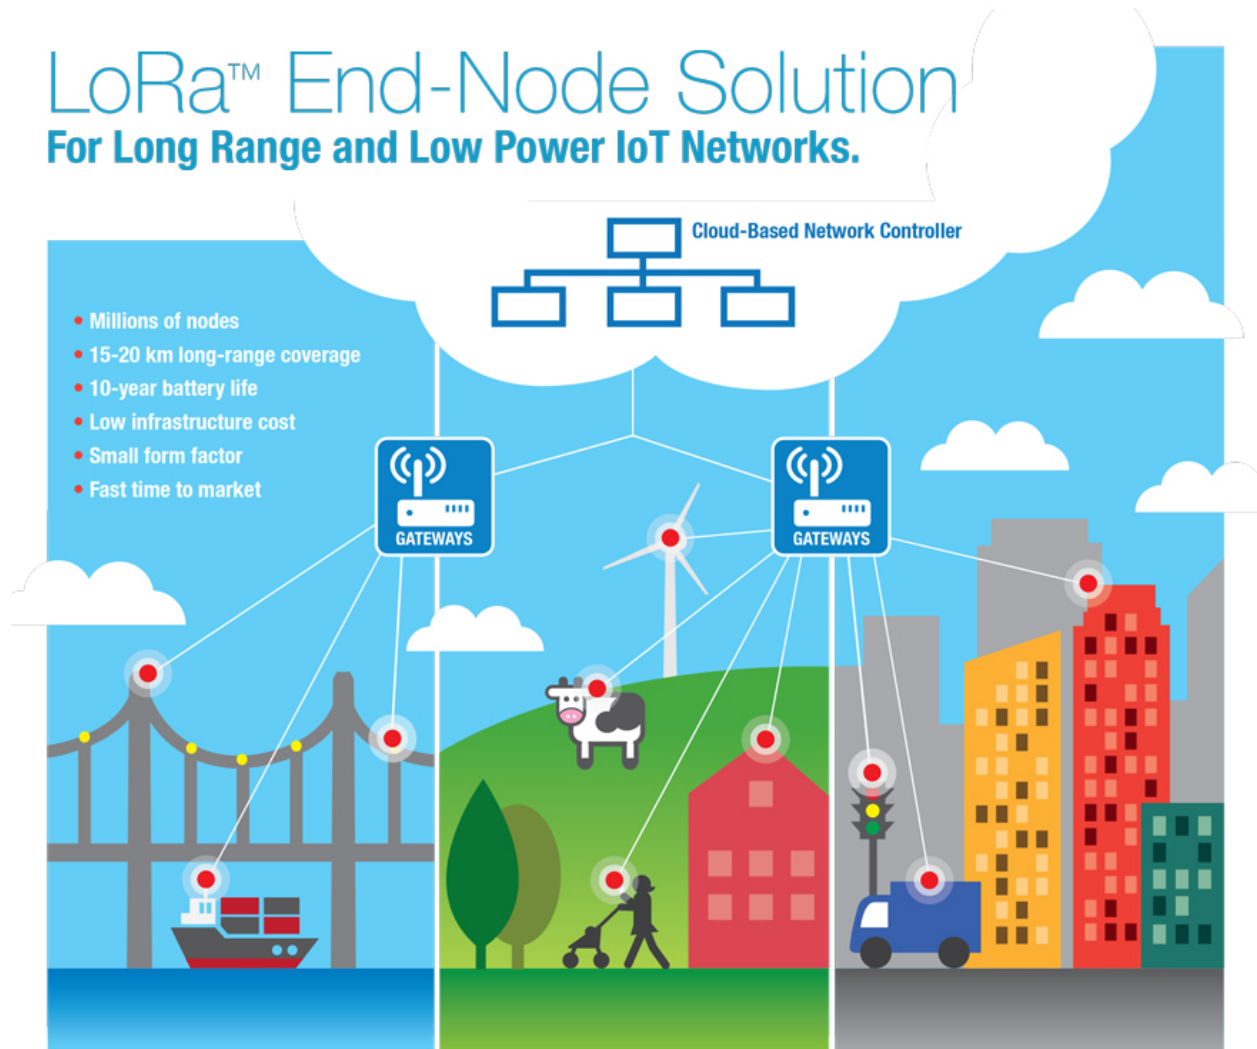 LoRa™ End-Node Solution
For Long Range and Low Power IoT Networks.
Cloud-Based Network Controller
• Millions of nodes
• 15-20 km long-range coverage
• 10-year battery life
• Low infrastructure cost
• Small form factor
• Fast time to market
GATEWAYS
GATEWAYS